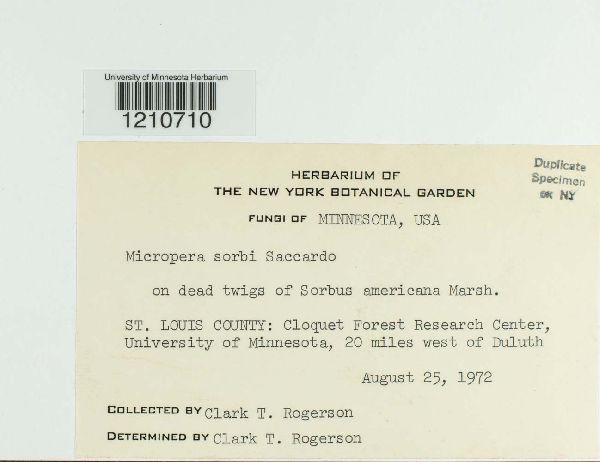 University of Minnesota Herbarium
1210710
HERBARIUM OF
THE NEW YORK BOTANICAL GARDEN
Duplicate
Specimen
NY
FUNGI OF MINNESOTA, USA
Micropera sorbi Saccardo
on dead twigs of Sorbus americana Marsh.
ST. LOUIS COUNTY: Cloquet Forest Research Center,
University of Minnesota, 20 miles west of Duluth
August 25, 1972
COLLECTED BY Clark T. Rogerson
DETERMINED BY Clark T. Rogerson